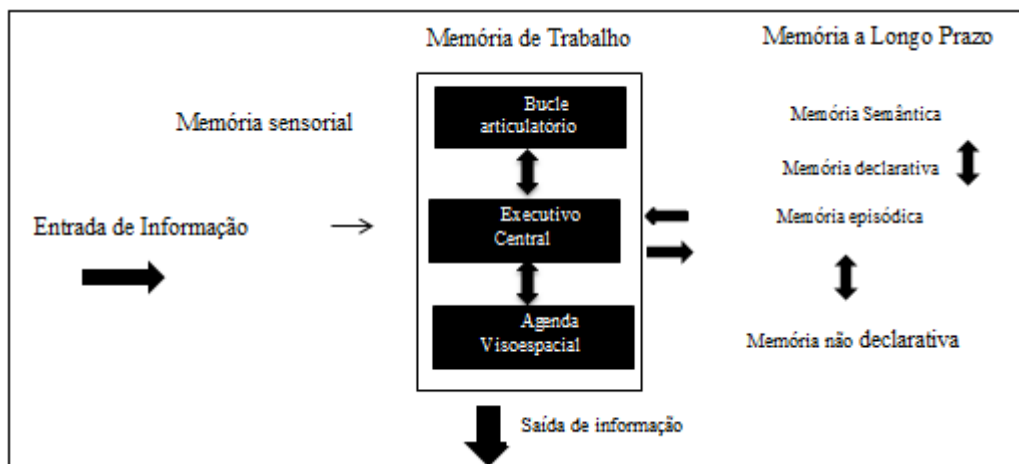 Memória de Trabalho
Memória a Longo Prazo
Memória sensorial
Bucle
articulatório
Memória Semântica
Memória declarativa
Entrada de Informação
Executivo
Central
Memória episódica
Agenda
Visoespacial
Memória não declarativa
Saída de informação